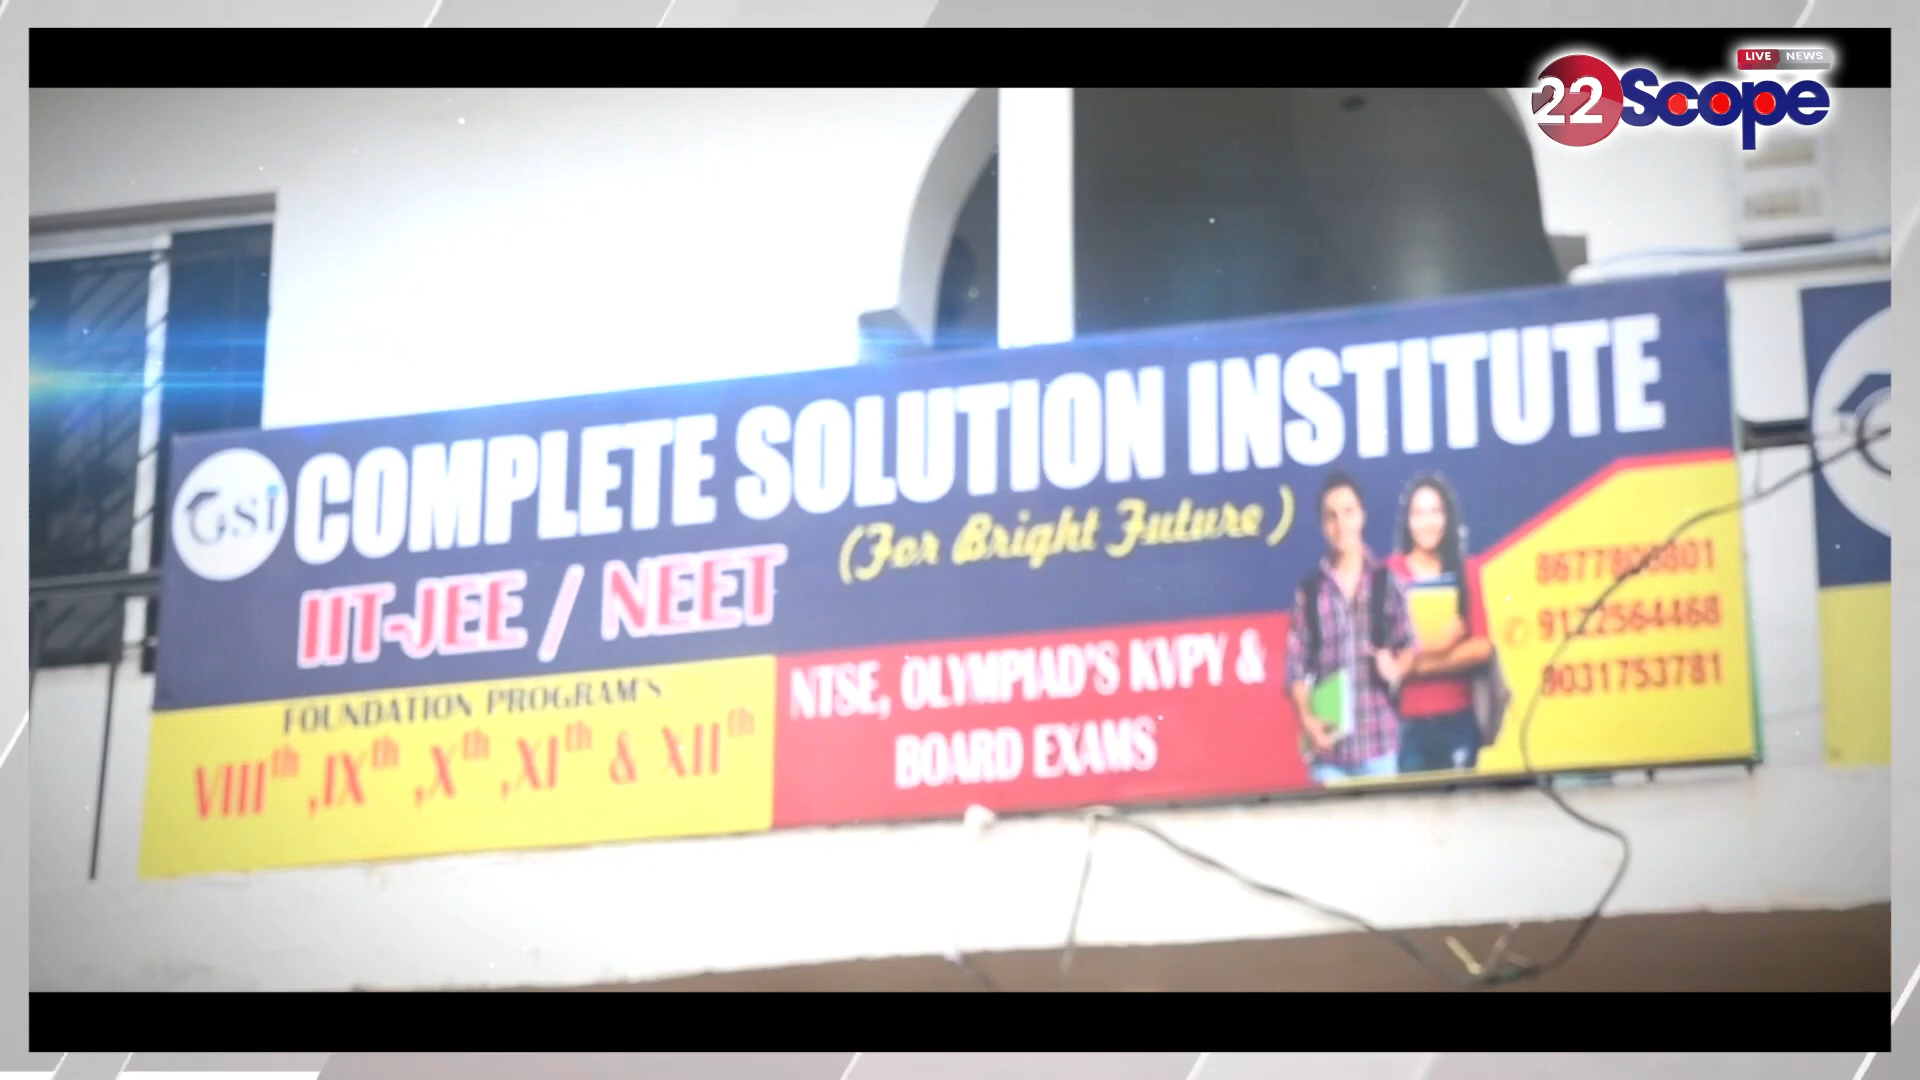 LIVE NEWS
22Scope
CSI COMPLETE SOLUTION INSTITUTE
(For Bright Future)
IIT-JEE / NEET
FOUNDATION PROGRAM'S
VIIIth ,IXth ,Xth ,XIth & XIIth
NTSE, OLYMPIAD'S KVPY &
BOARD EXAMS
9122564468
9031753781